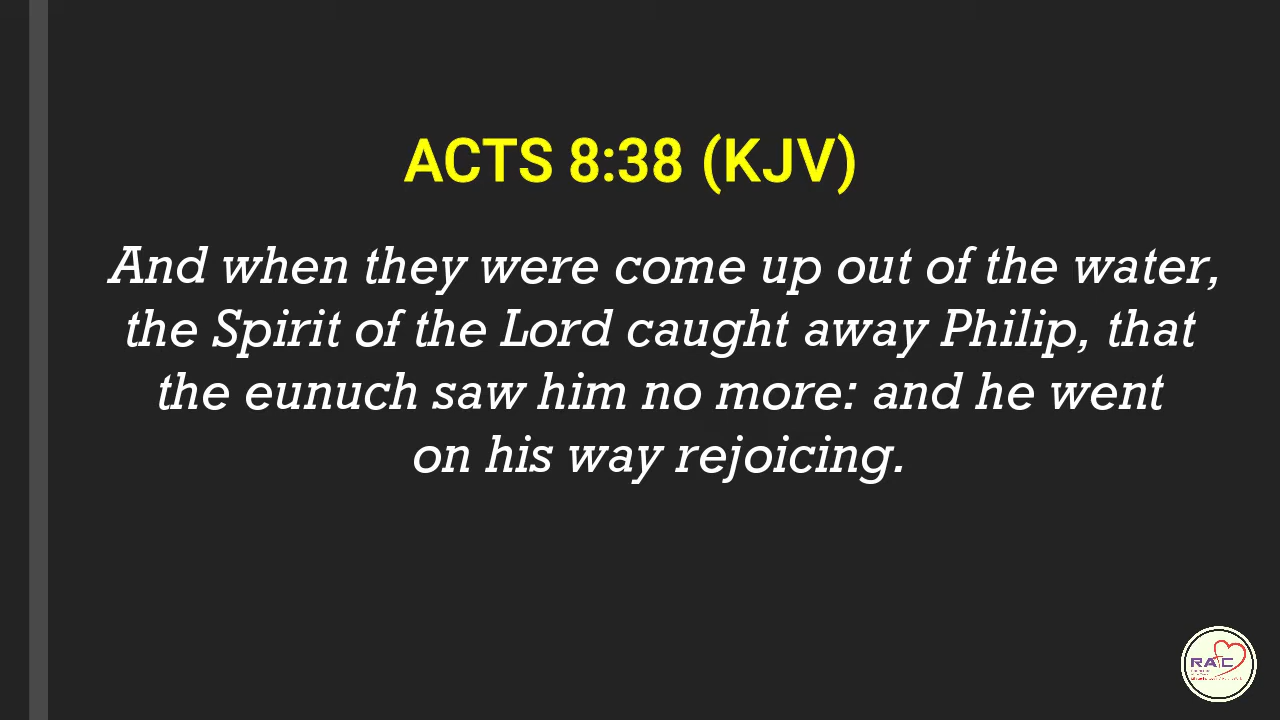 ACTS 8:38 (KJV)
And when they were come up out of the water,
the Spirit of the Lord caught away Philip, that
the eunuch saw him no more: and he went
on his way rejoicing.
RAFC